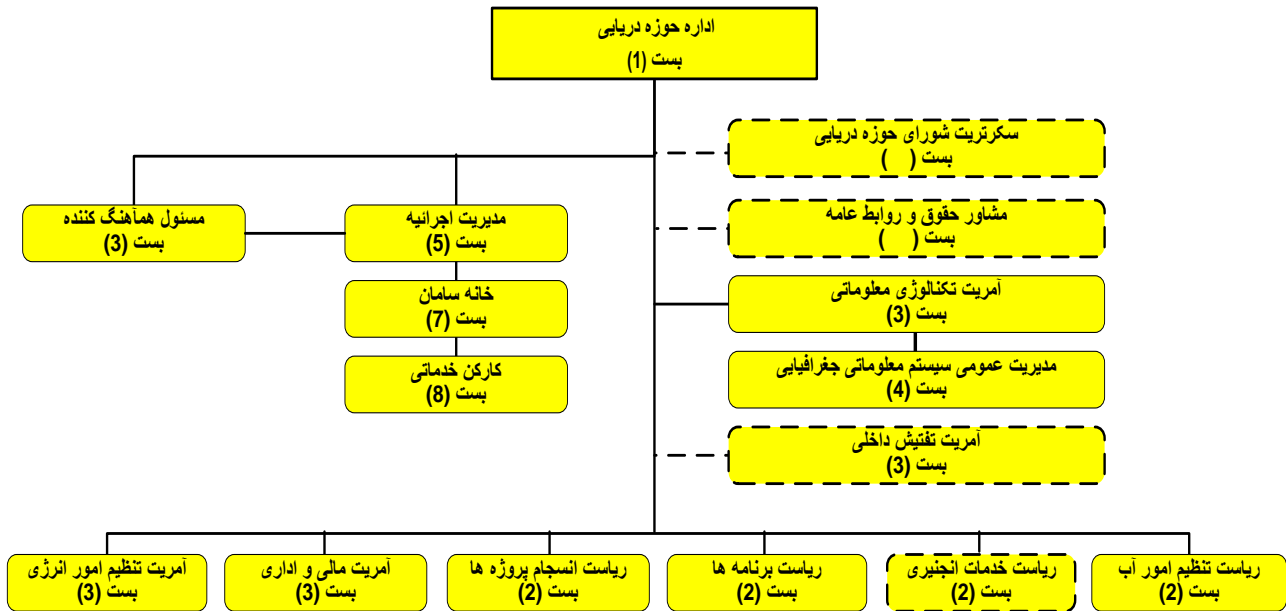 اداره حوزه دریایی
بست (1)
سکرتریت شورای حوزه دریایی
بست (   )
مشاور حقوق و روابط عامه
بست (   )
مدیریت اجرائیه
بست (5)
مسئول همآهنگ کننده
بست (3)
خانه سامان
بست (7)
کارکن خدماتی
بست (8)
آمریت تکنالوژی معلوماتی
بست (3)
مدیریت عمومی سیستم معلوماتی جغرافیایی
بست (4)
آمریت تفتیش داخلی
بست (3)
ریاست تنظیم امور آب
بست (2)
ریاست خدمات انجنیری
بست (2)
ریاست برنامه ها
بست (2)
ریاست انسجام پروژه ها
بست (2)
آمریت مالی و اداری
بست (3)
آمریت تنظیم امور انرژی
بست (3)